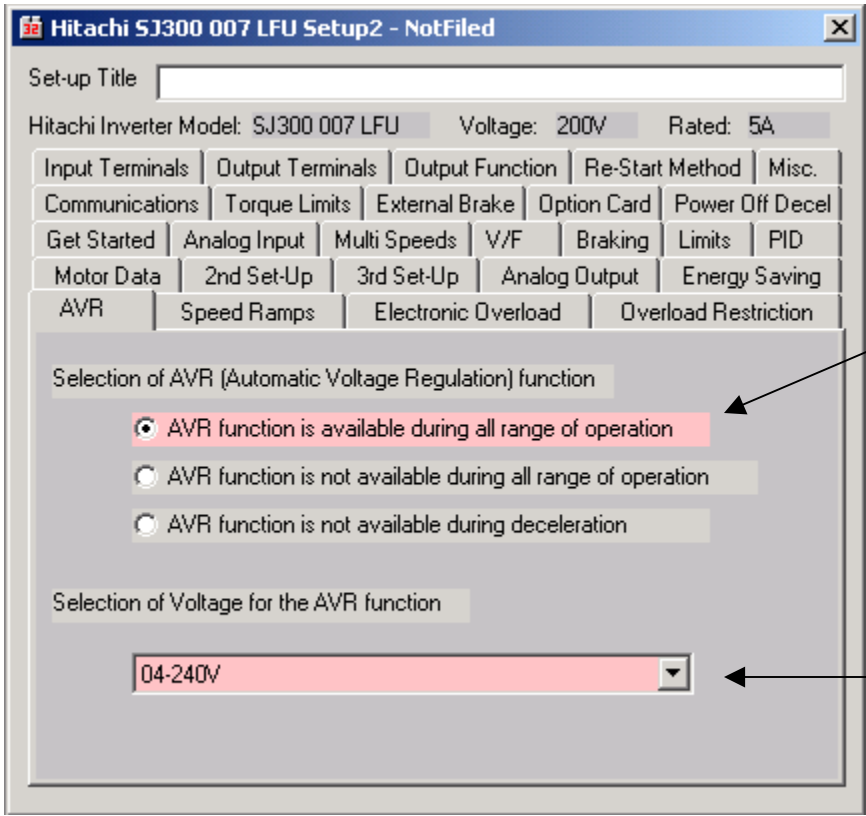 Hitachi SJ300 007 LFU Setup2 - NotFiled
Set-up Title
Hitachi Inverter Model: SJ300 007 LFU Voltage: 200V Rated: 5A
Input Terminals Output Terminals Output Function Re-Start Method Misc.
Communications Torque Limits External Brake Option Card Power Off Decel
Get Started Analog Input Multi Speeds V/F Braking Limits PID
Motor Data 2nd Set-Up 3rd Set-Up Analog Output Energy Saving
AVR Speed Ramps Electronic Overload Overload Restriction
Selection of AVR (Automatic Voltage Regulation) function
AVR function is available during all range of operation
AVR function is not available during all range of operation
AVR function is not available during deceleration
Selection of Voltage for the AVR function
04-240V